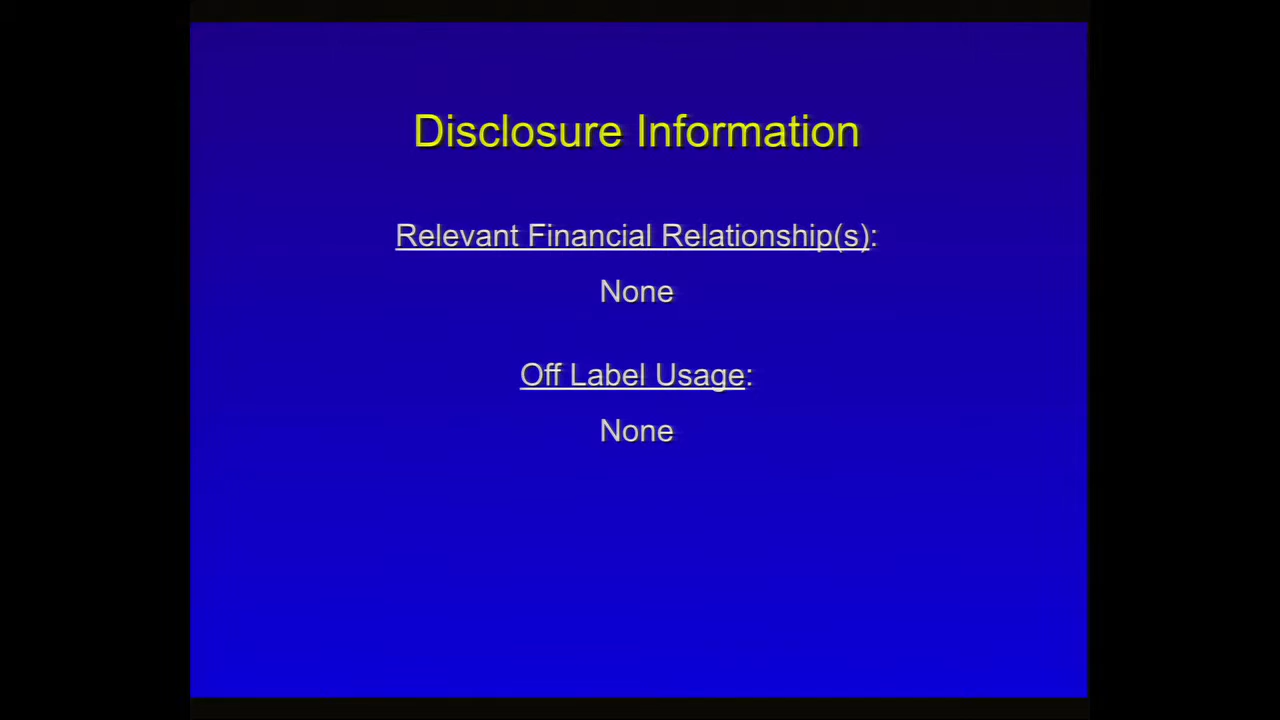 Disclosure Information
Relevant Financial Relationship(s):
None
Off Label Usage:
None